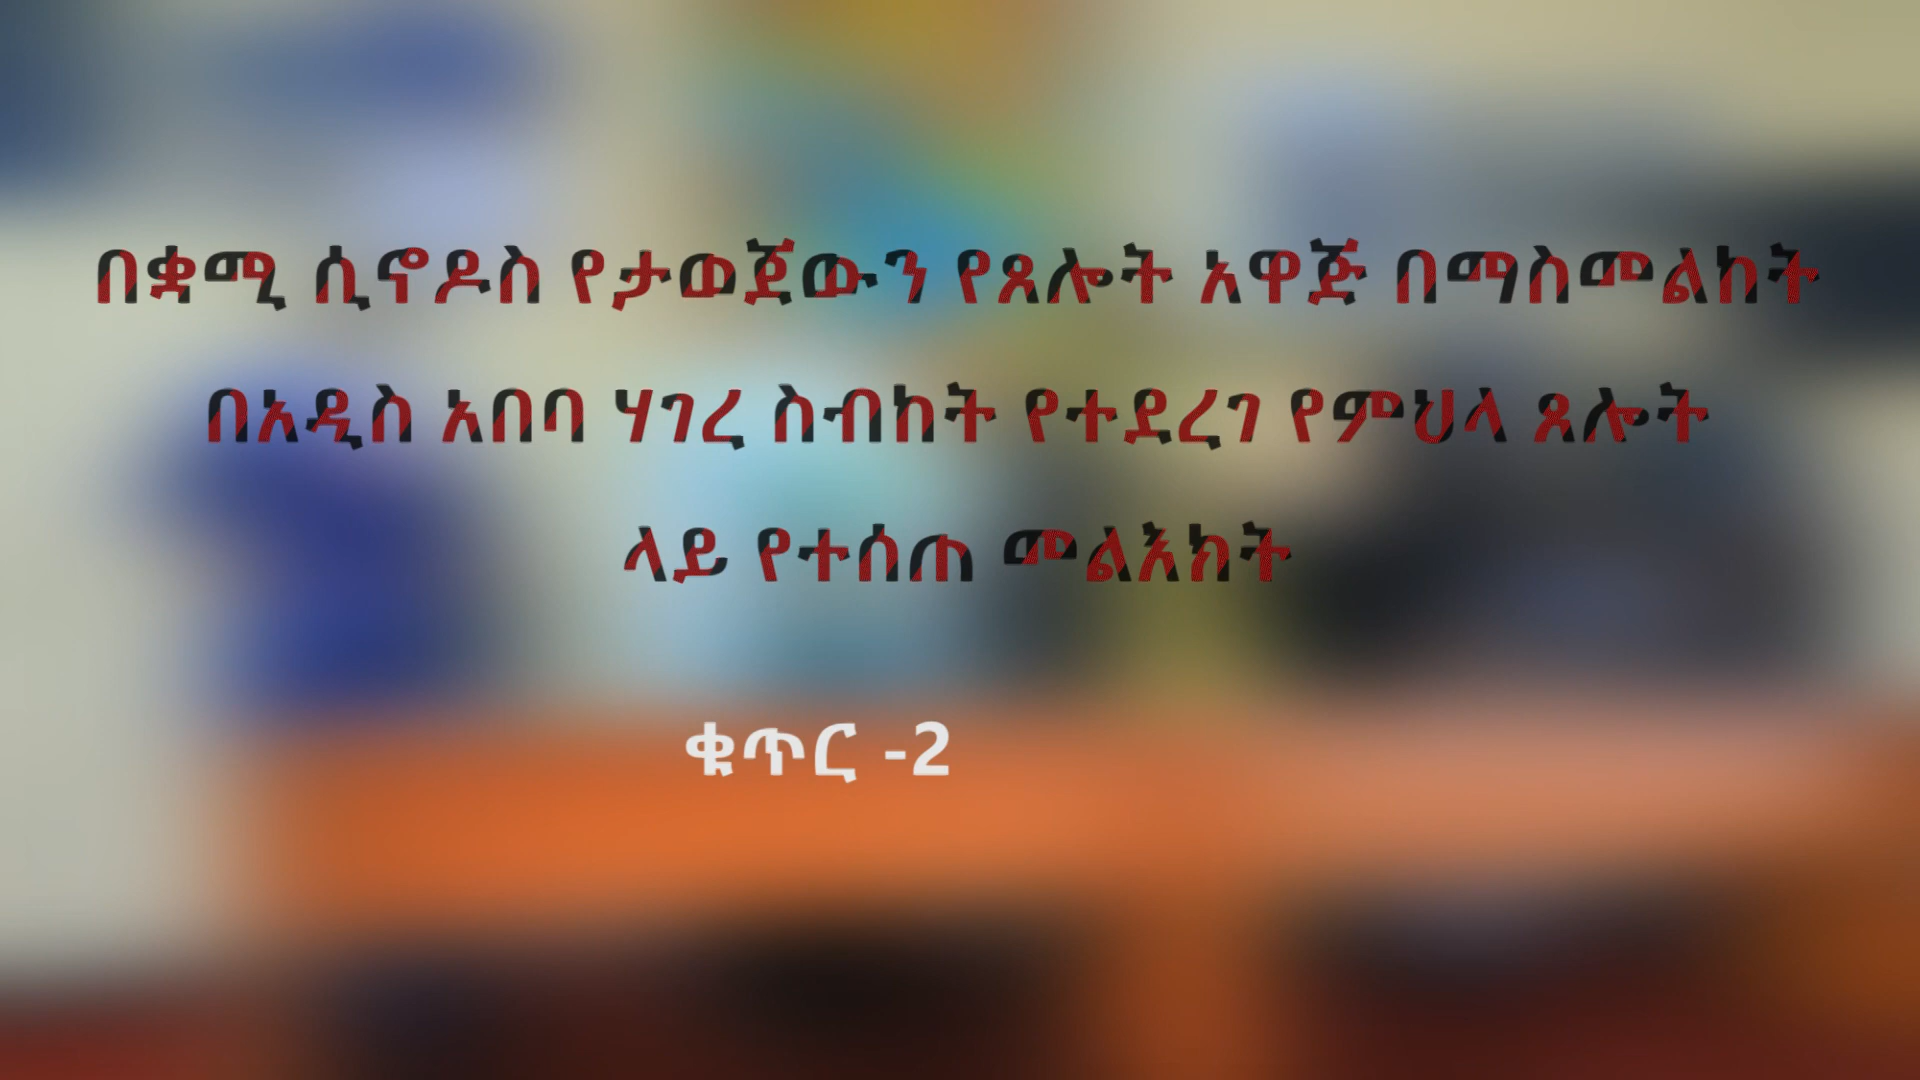 በቋሚ ሲኖዶስ የታወጀውን የጸሎት አዋጅ በማስመልከት
በአዲስ አበባ ሃገረ ስብከት የተደረገ የምህላ ጸሎት
ላይ የተሰጠ መልእክት
ቁጥር -2